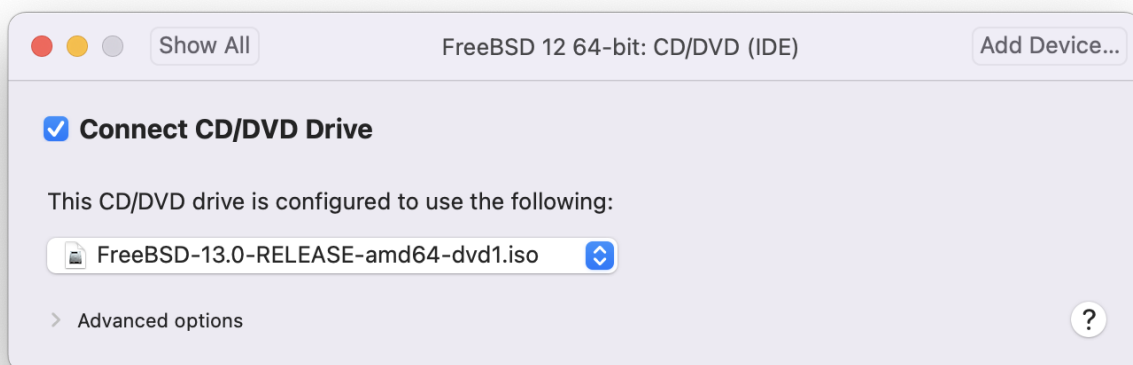 Show All FreeBSD 12 64-bit: CD/DVD (IDE) Add Device...
Connect CD/DVD Drive
This CD/DVD drive is configured to use the following:
FreeBSD-13.0-RELEASE-amd64-dvd1.iso
Advanced options ?